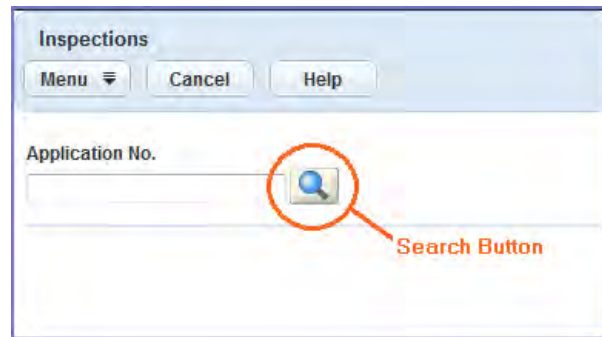 Inspections
Menu Cancel Help
Application No.
Search Button